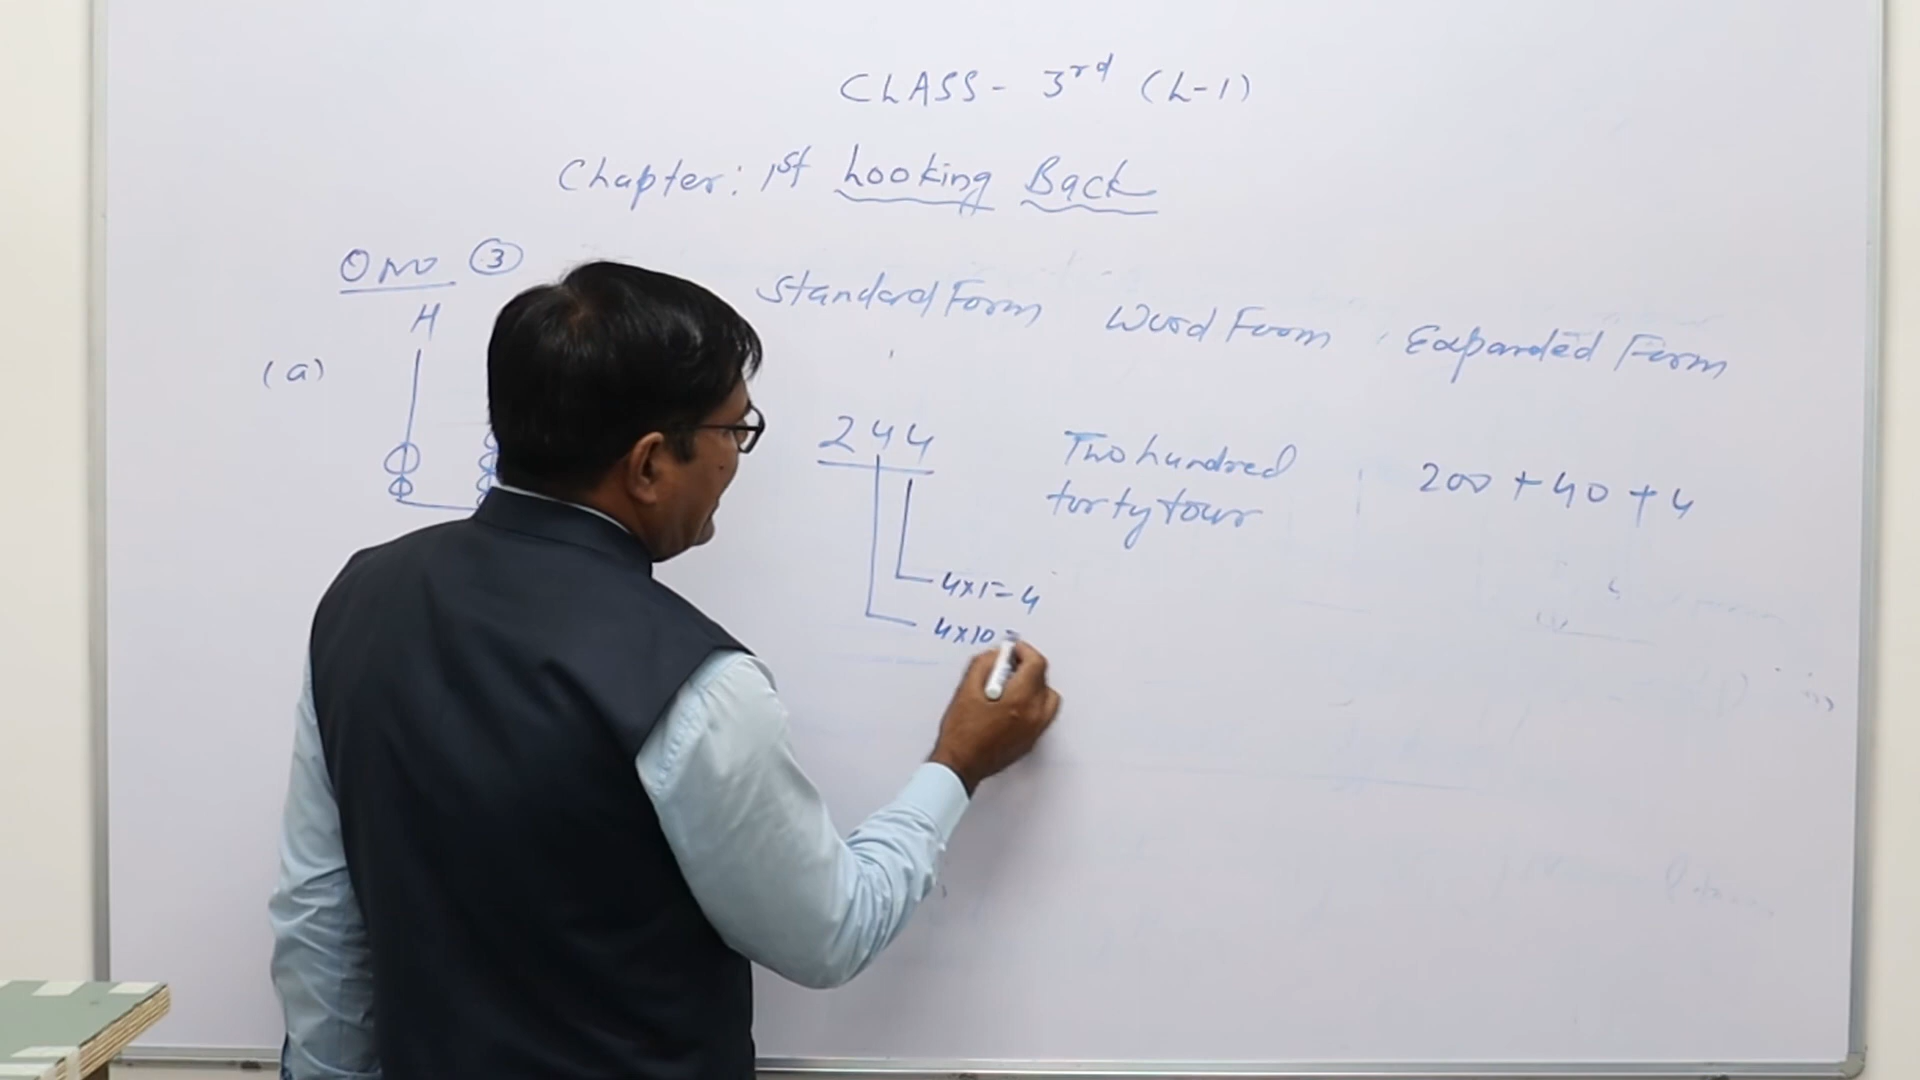 CLASS - 3rd (L-1)
Chapter: 1st Looking Back
Q NO 3
H
Standard Form Word Form Expanded Form
(a)
244 Two hundred 200 + 40 + 4
forty four
4x1=4
4x10=